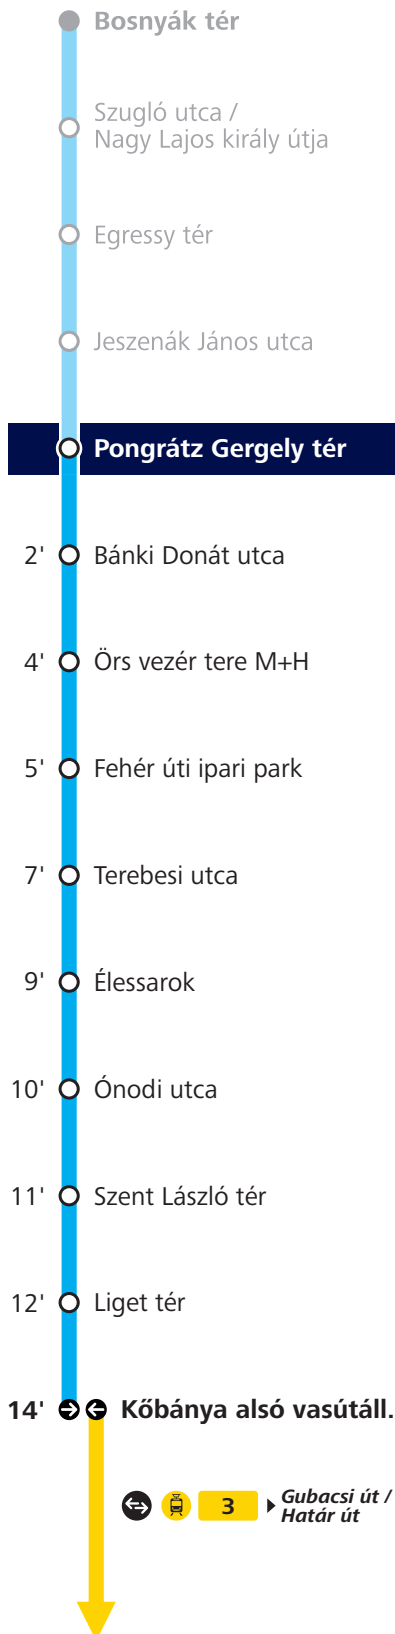 Bosnyák tér
Szugló utca /
Nagy Lajos király útja
Egressy tér
Jeszenák János utca
Pongrátz Gergely tér
2' Bánki Donát utca
4' Örs vezér tere M+H
5' Fehér úti ipari park
7' Terebesi utca
9' Élessarok
10' Ónodi utca
11' Szent László tér
12' Liget tér
14' Kőbánya alsó vasútáll.
3 Gubacsi út /
Határ út